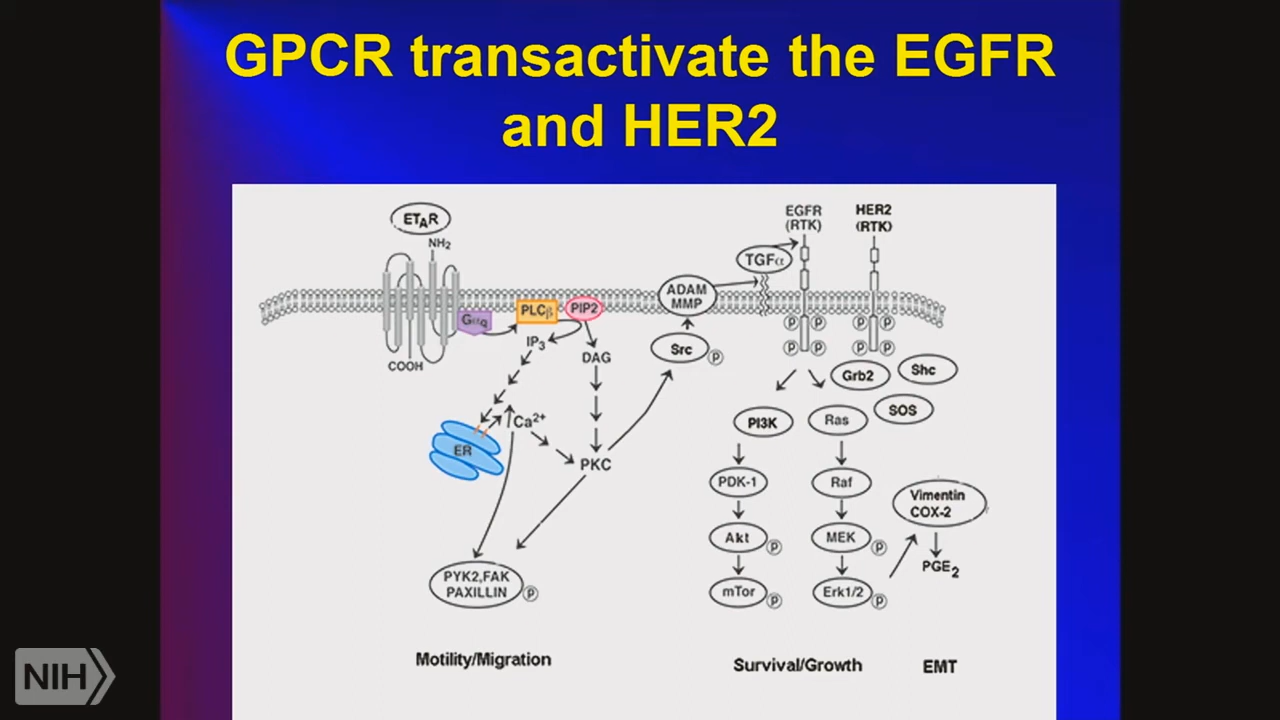 GPCR transactivate the EGFR
and HER2
ETAR
NH2
COOH
Gαq
PLCβ
PIP2
IP3
DAG
Ca2+
ER
PKC
PYK2,FAK
PAXILLIN
P
Motility/Migration
Src
P
ADAM
MMP
TGFα
EGFR
(RTK)
HER2
(RTK)
P P P P
P P P P
Grb2
Shc
SOS
PI3K
Ras
PDK-1
Raf
Akt
P
MEK
P
mTor
P
Erk1/2
P
Vimentin
COX-2
PGE2
Survival/Growth
EMT
NIH